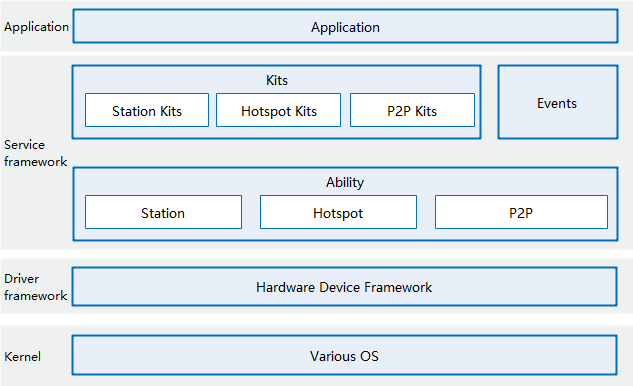 Application
Application
Service
framework
Kits
Station Kits
Hotspot Kits
P2P Kits
Events
Ability
Station
Hotspot
P2P
Driver
framework
Hardware Device Framework
Kernel
Various OS